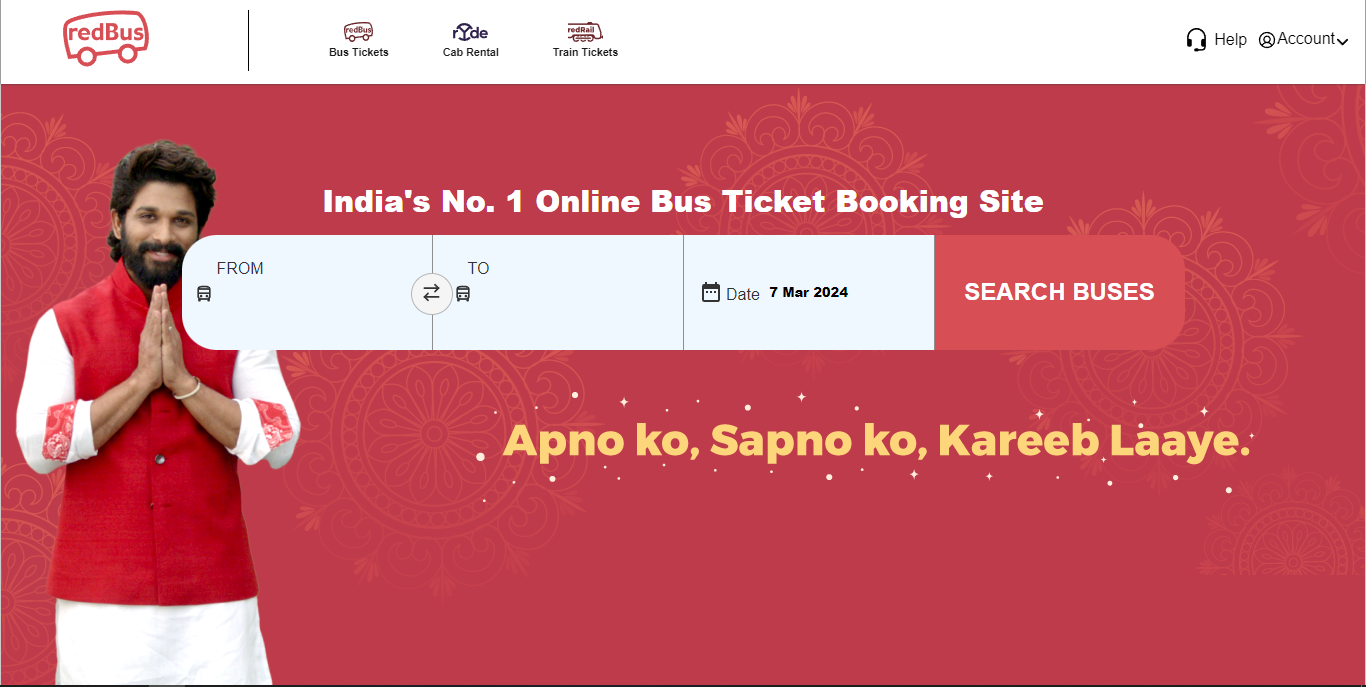 redBus
redBus
Bus Tickets
rYde
Cab Rental
redRail
Train Tickets
Help
Account
India's No. 1 Online Bus Ticket Booking Site
FROM
TO
Date 7 Mar 2024
SEARCH BUSES
Apno ko, Sapno ko, Kareeb Laaye.